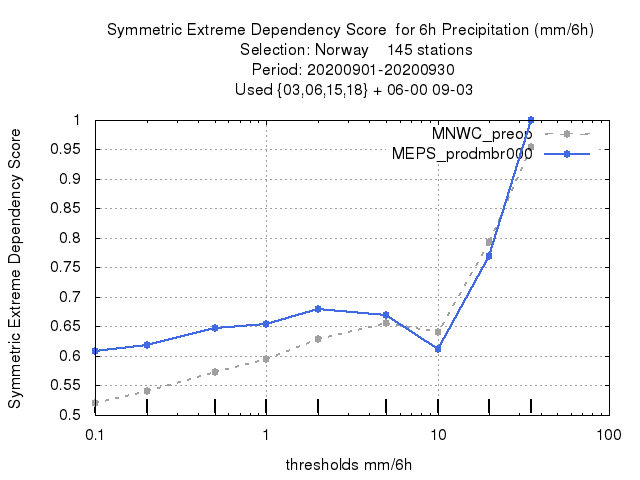 Symmetric Extreme Dependency Score  for 6h Precipitation (mm/6h)
Selection: Norway    145 stations
Period: 20200901-20200930
Used {03,06,15,18} + 06-00 09-03
Symmetric Extreme Dependency Score
1
0.95
0.9
0.85
0.8
0.75
0.7
0.65
0.6
0.55
0.5
MNWC_preop
MEPS_prodmbr000
0.1
1
10
100
thresholds mm/6h